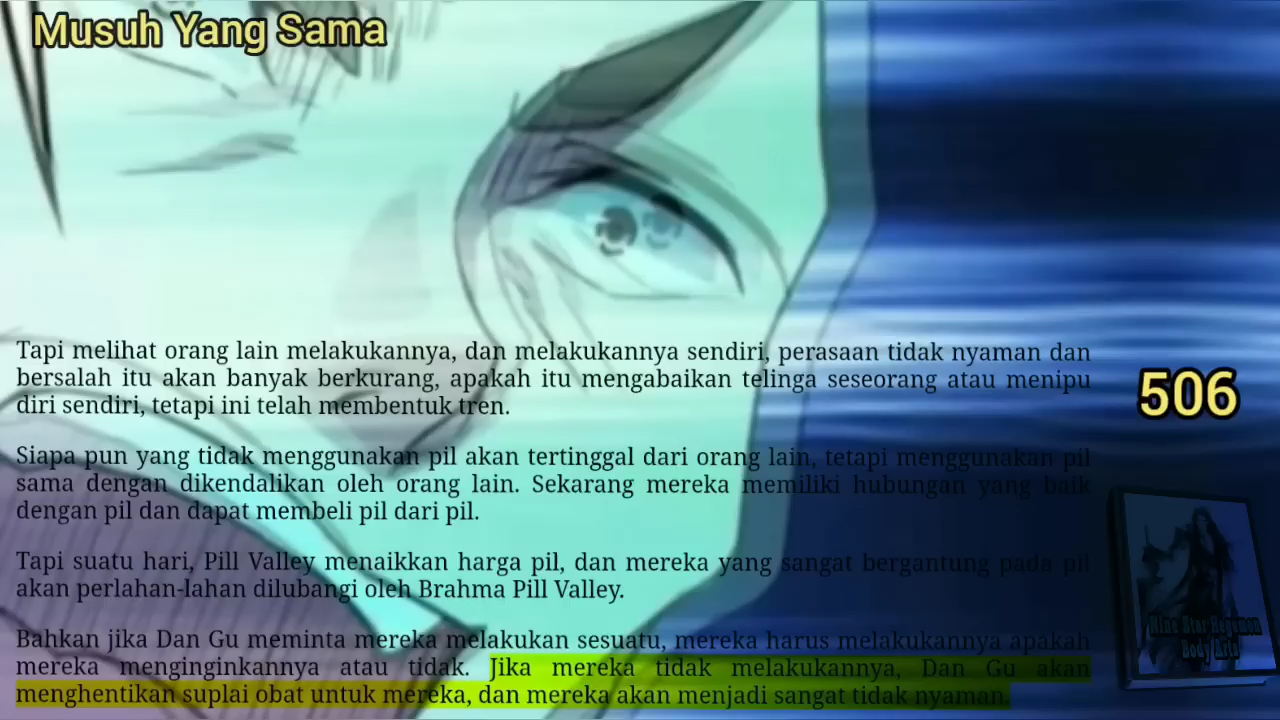 Musuh Yang Sama
Tapi melihat orang lain melakukannya, dan melakukannya sendiri, perasaan tidak nyaman dan
bersalah itu akan banyak berkurang, apakah itu mengabaikan telinga seseorang atau menipu
diri sendiri, tetapi ini telah membentuk tren.
506
Siapa pun yang tidak menggunakan pil akan tertinggal dari orang lain, tetapi menggunakan pil
sama dengan dikendalikan oleh orang lain. Sekarang mereka memiliki hubungan yang baik
dengan pil dan dapat membeli pil dari pil.
Tapi suatu hari, Pill Valley menaikkan harga pil, dan mereka yang sangat bergantung pada pil
akan perlahan-lahan dilubangi oleh Brahma Pill Valley.
Bahkan jika Dan Gu meminta mereka melakukan sesuatu, mereka harus melakukannya apakah
mereka menginginkannya atau tidak. Jika mereka tidak melakukannya, Dan Gu akan
menghentikan suplai obat untuk mereka, dan mereka akan menjadi sangat tidak nyaman.
Nine Star Hegemon
Body Arts